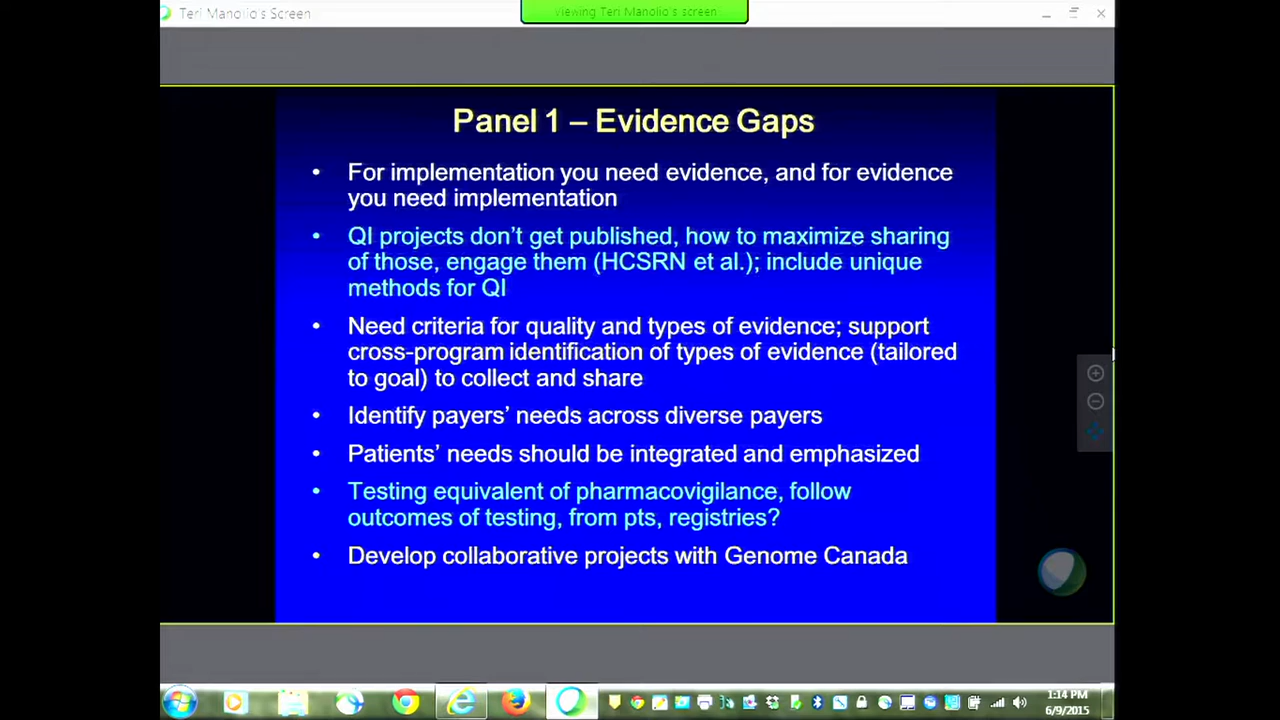 Teri Manolio's Screen
Viewing Teri Manolio's screen
Panel 1 – Evidence Gaps
• For implementation you need evidence, and for evidence
you need implementation
• QI projects don't get published, how to maximize sharing
of those, engage them (HCSRN et al.); include unique
methods for QI
• Need criteria for quality and types of evidence; support
cross-program identification of types of evidence (tailored
to goal) to collect and share
• Identify payers' needs across diverse payers
• Patients' needs should be integrated and emphasized
• Testing equivalent of pharmacovigilance, follow
outcomes of testing, from pts, registries?
• Develop collaborative projects with Genome Canada
1:14 PM
6/9/2015